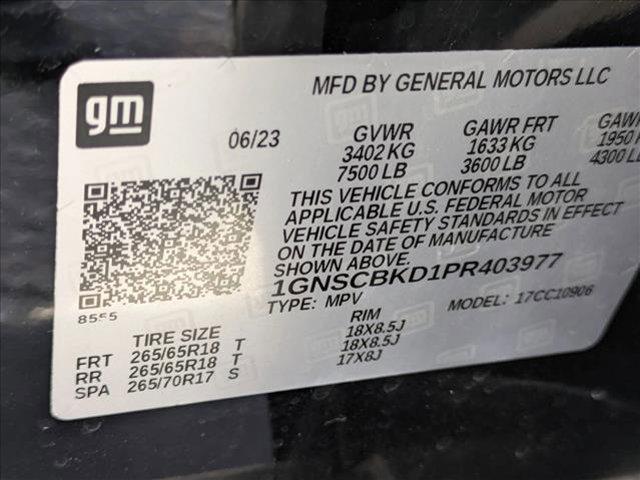 gm
MFD BY GENERAL MOTORS LLC
06/23 GVWR GAWR FRT GAWR
3402 KG 1633 KG 1950 K
7500 LB 3600 LB 4300 L
THIS VEHICLE CONFORMS TO ALL
APPLICABLE U.S. FEDERAL MOTOR
VEHICLE SAFETY STANDARDS IN EFFECT
ON THE DATE OF MANUFACTURE
SHOWN ABOVE.
1GNSCBKD1PR403977
TYPE: MPV MODEL: 17CC10906
8555
TIRE SIZE RIM
FRT 265/65R18 T 18X8.5J
RR 265/65R18 T 18X8.5J
SPA 265/70R17 S 17X8J